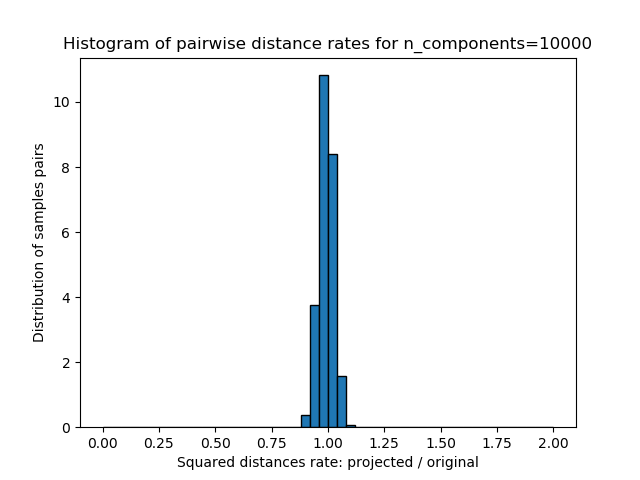 Histogram of pairwise distance rates for n_components=10000
Distribution of samples pairs
10
8
6
4
2
0
0.00 0.25 0.50 0.75 1.00 1.25 1.50 1.75 2.00
Squared distances rate: projected / original